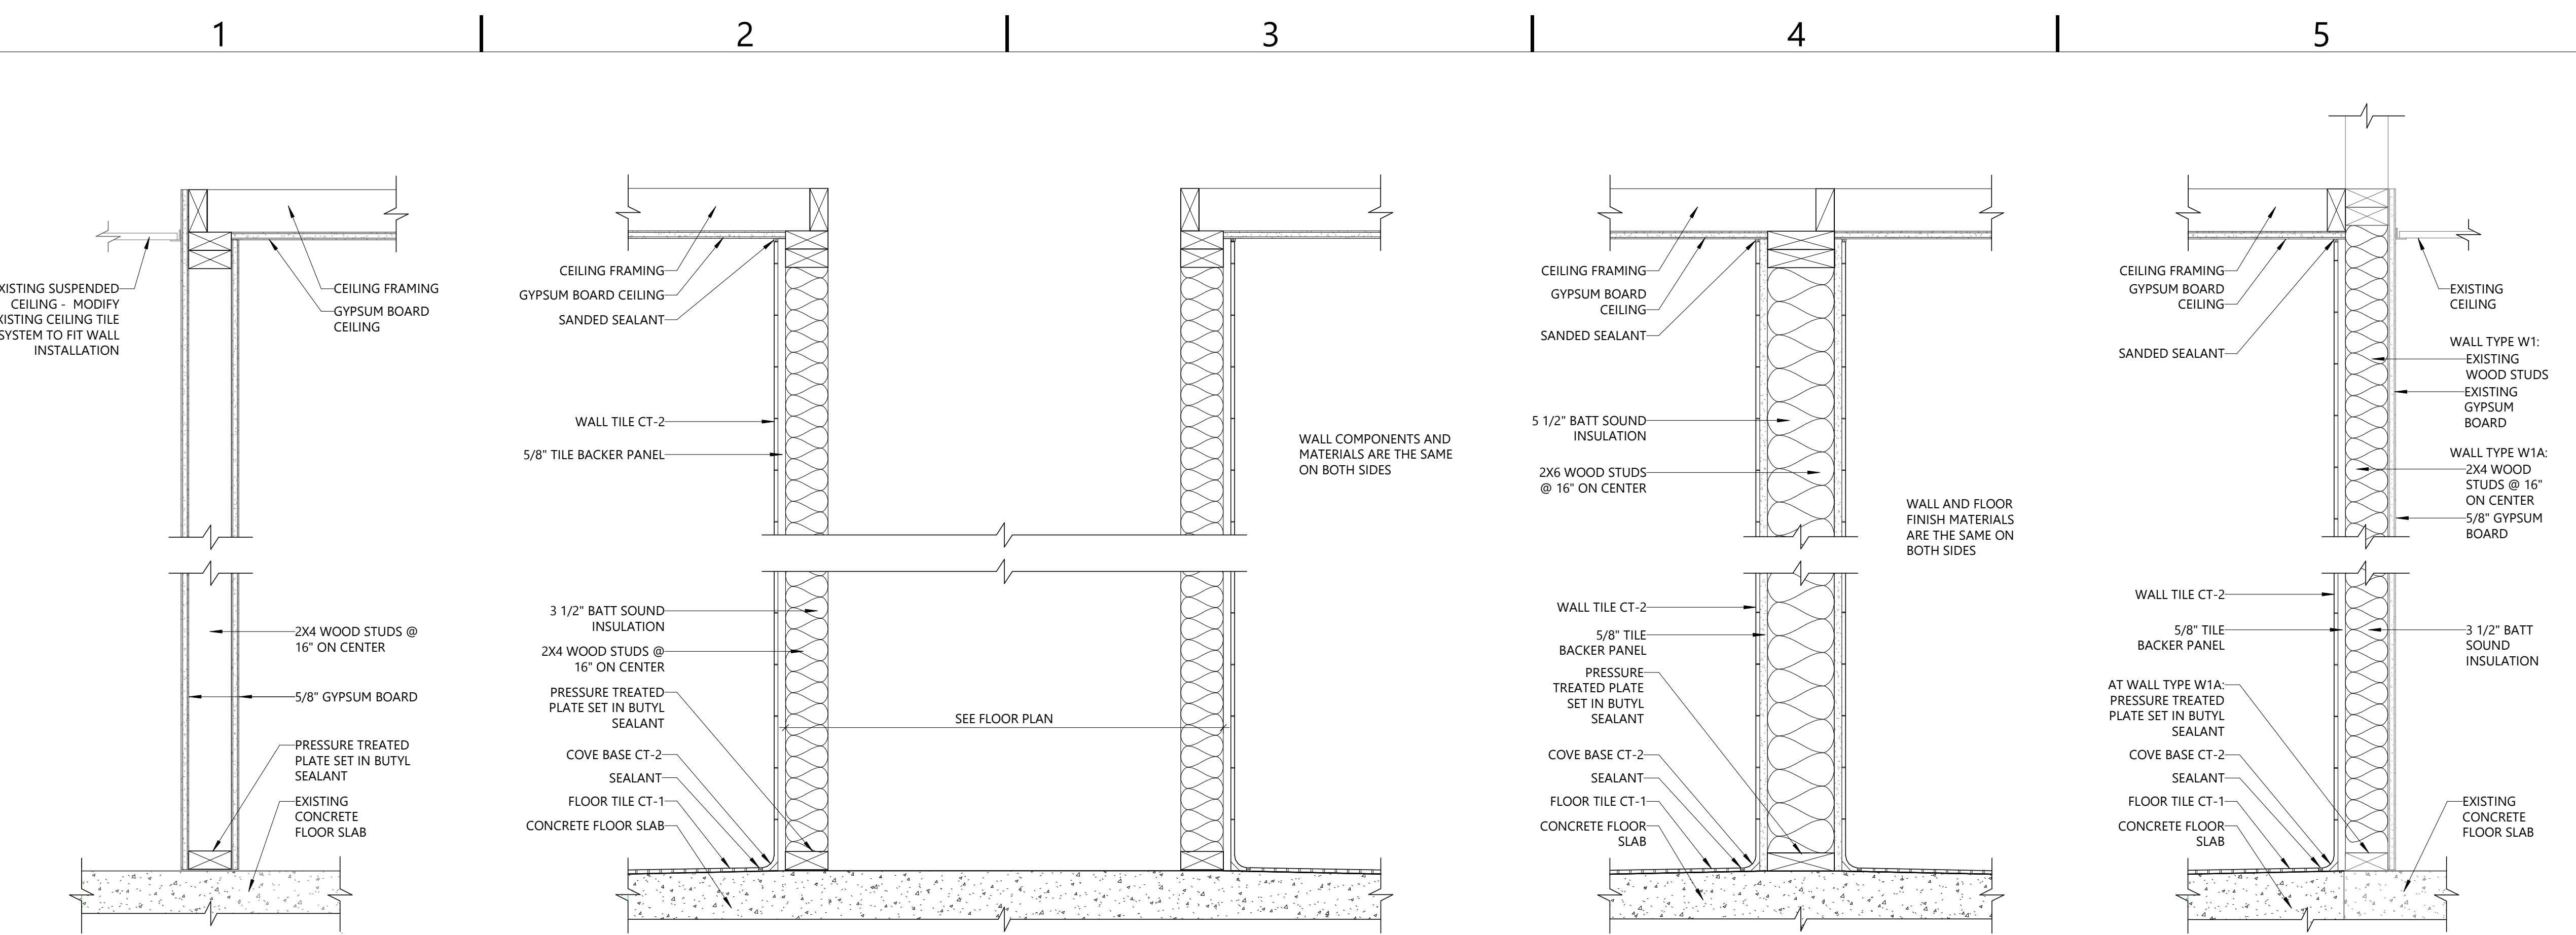 1
2
3
4
5
SUSPENDED
CEILING - MODIFY
CEILING TILE
SYSTEM TO FIT WALL
INSTALLATION
CEILING FRAMING
GYPSUM BOARD
CEILING
2X4 WOOD STUDS @
16" ON CENTER
5/8" GYPSUM BOARD
PRESSURE TREATED
PLATE SET IN BUTYL
SEALANT
EXISTING
CONCRETE
FLOOR SLAB
CEILING FRAMING
GYPSUM BOARD CEILING
SANDED SEALANT
WALL TILE CT-2
5/8" TILE BACKER PANEL
3 1/2" BATT SOUND
INSULATION
2X4 WOOD STUDS @
16" ON CENTER
PRESSURE TREATED
PLATE SET IN BUTYL
SEALANT
COVE BASE CT-2
SEALANT
FLOOR TILE CT-1
CONCRETE FLOOR SLAB
SEE FLOOR PLAN
WALL COMPONENTS AND
MATERIALS ARE THE SAME
ON BOTH SIDES
CEILING FRAMING
GYPSUM BOARD
CEILING
SANDED SEALANT
5 1/2" BATT SOUND
INSULATION
2X6 WOOD STUDS
@ 16" ON CENTER
WALL TILE CT-2
5/8" TILE
BACKER PANEL
PRESSURE
TREATED PLATE
SET IN BUTYL
SEALANT
COVE BASE CT-2
SEALANT
FLOOR TILE CT-1
CONCRETE FLOOR
SLAB
WALL AND FLOOR
FINISH MATERIALS
ARE THE SAME ON
BOTH SIDES
CEILING FRAMING
GYPSUM BOARD
CEILING
SANDED SEALANT
WALL TILE CT-2
5/8" TILE
BACKER PANEL
AT WALL TYPE W1A:
PRESSURE TREATED
PLATE SET IN BUTYL
SEALANT
COVE BASE CT-2
SEALANT
FLOOR TILE CT-1
CONCRETE FLOOR
SLAB
EXISTING
CEILING
WALL TYPE W1:
EXISTING
WOOD STUDS
EXISTING
GYPSUM
BOARD
WALL TYPE W1A:
2X4 WOOD
STUDS @ 16"
ON CENTER
5/8" GYPSUM
BOARD
3 1/2" BATT
SOUND
INSULATION
EXISTING
CONCRETE
FLOOR SLAB